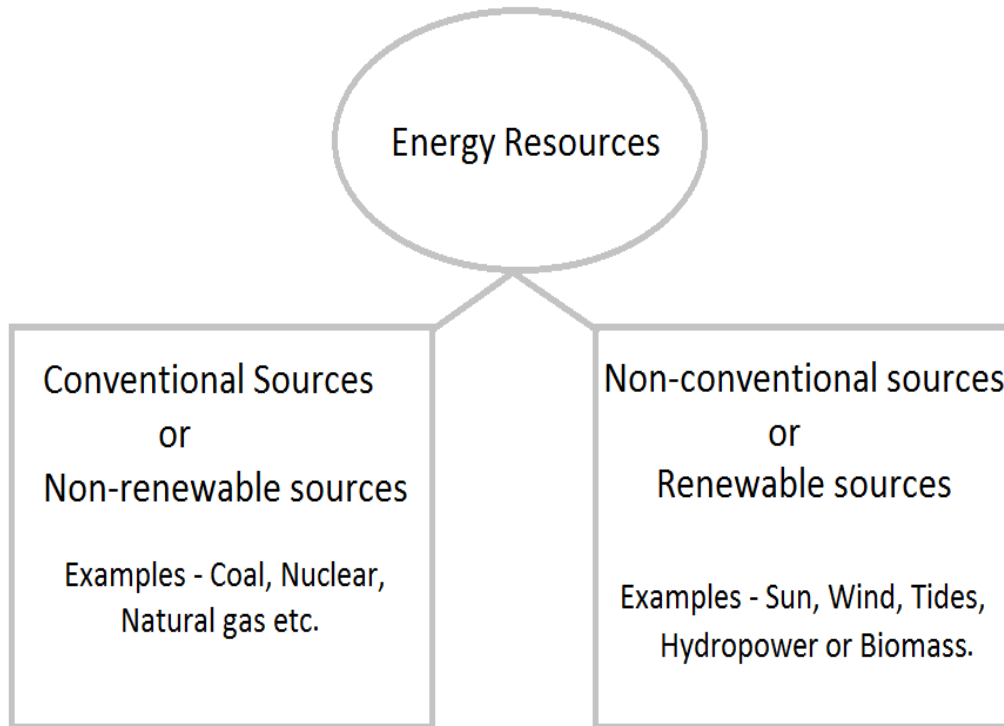 Energy Resources
Conventional Sources
or
Non-renewable sources
Examples - Coal, Nuclear,
Natural gas etc.
Non-conventional sources
or
Renewable sources
Examples - Sun, Wind, Tides,
Hydropower or Biomass.